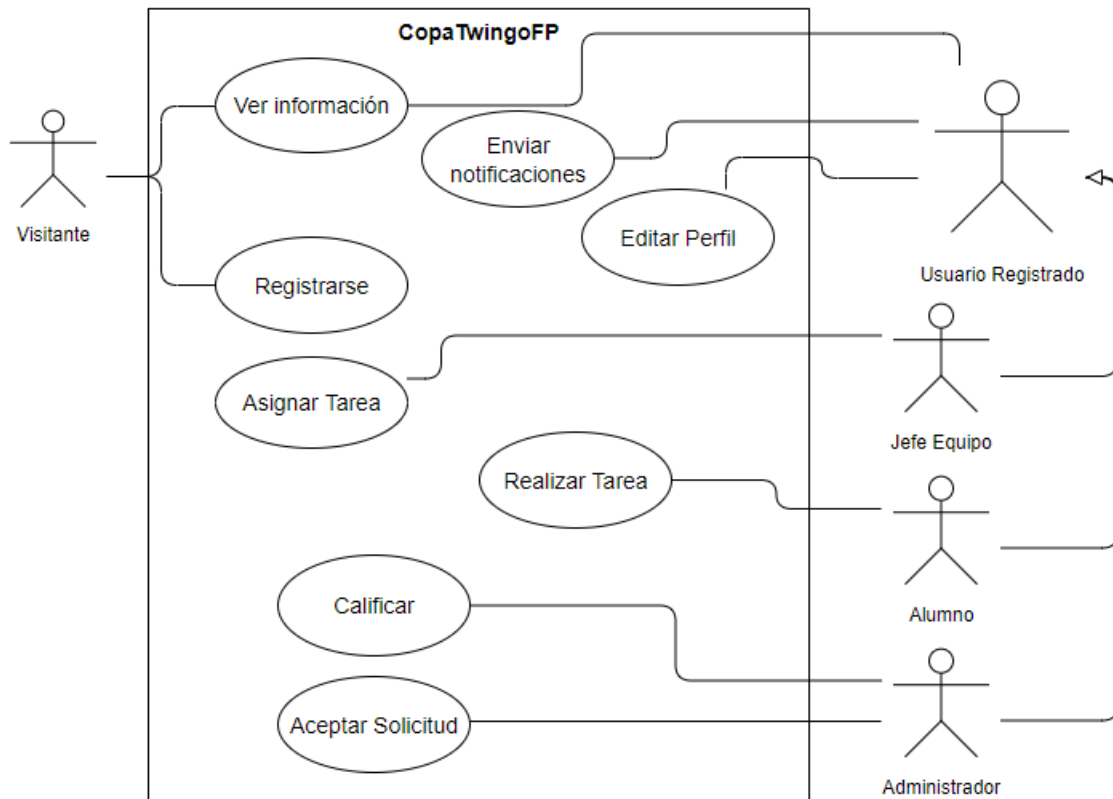 CopaTwingoFP
Ver información
Enviar
notificaciones
Editar Perfil
Visitante
Usuario Registrado
Registrarse
Asignar Tarea
Jefe Equipo
Realizar Tarea
Alumno
Calificar
Aceptar Solicitud
Administrador